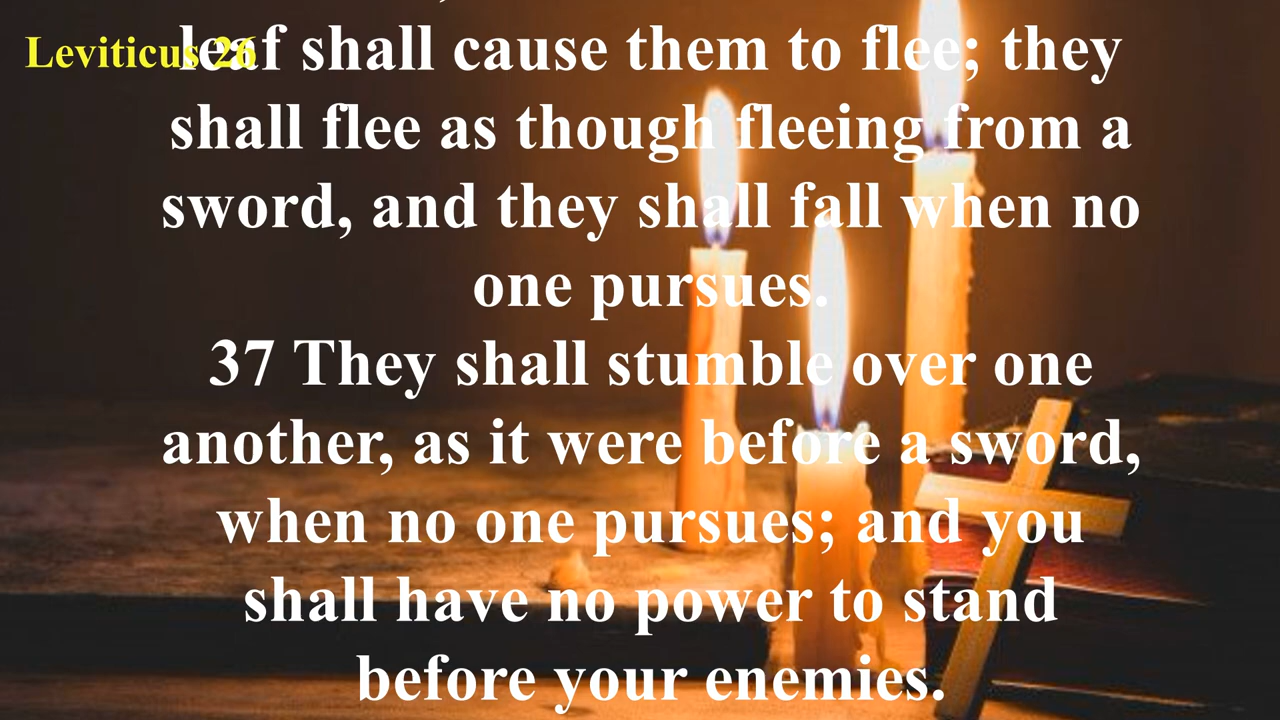 Leviticus 26
leaf shall cause them to flee; they
shall flee as though fleeing from a
sword, and they shall fall when no
one pursues.
37 They shall stumble over one
another, as it were before a sword,
when no one pursues; and you
shall have no power to stand
before your enemies.